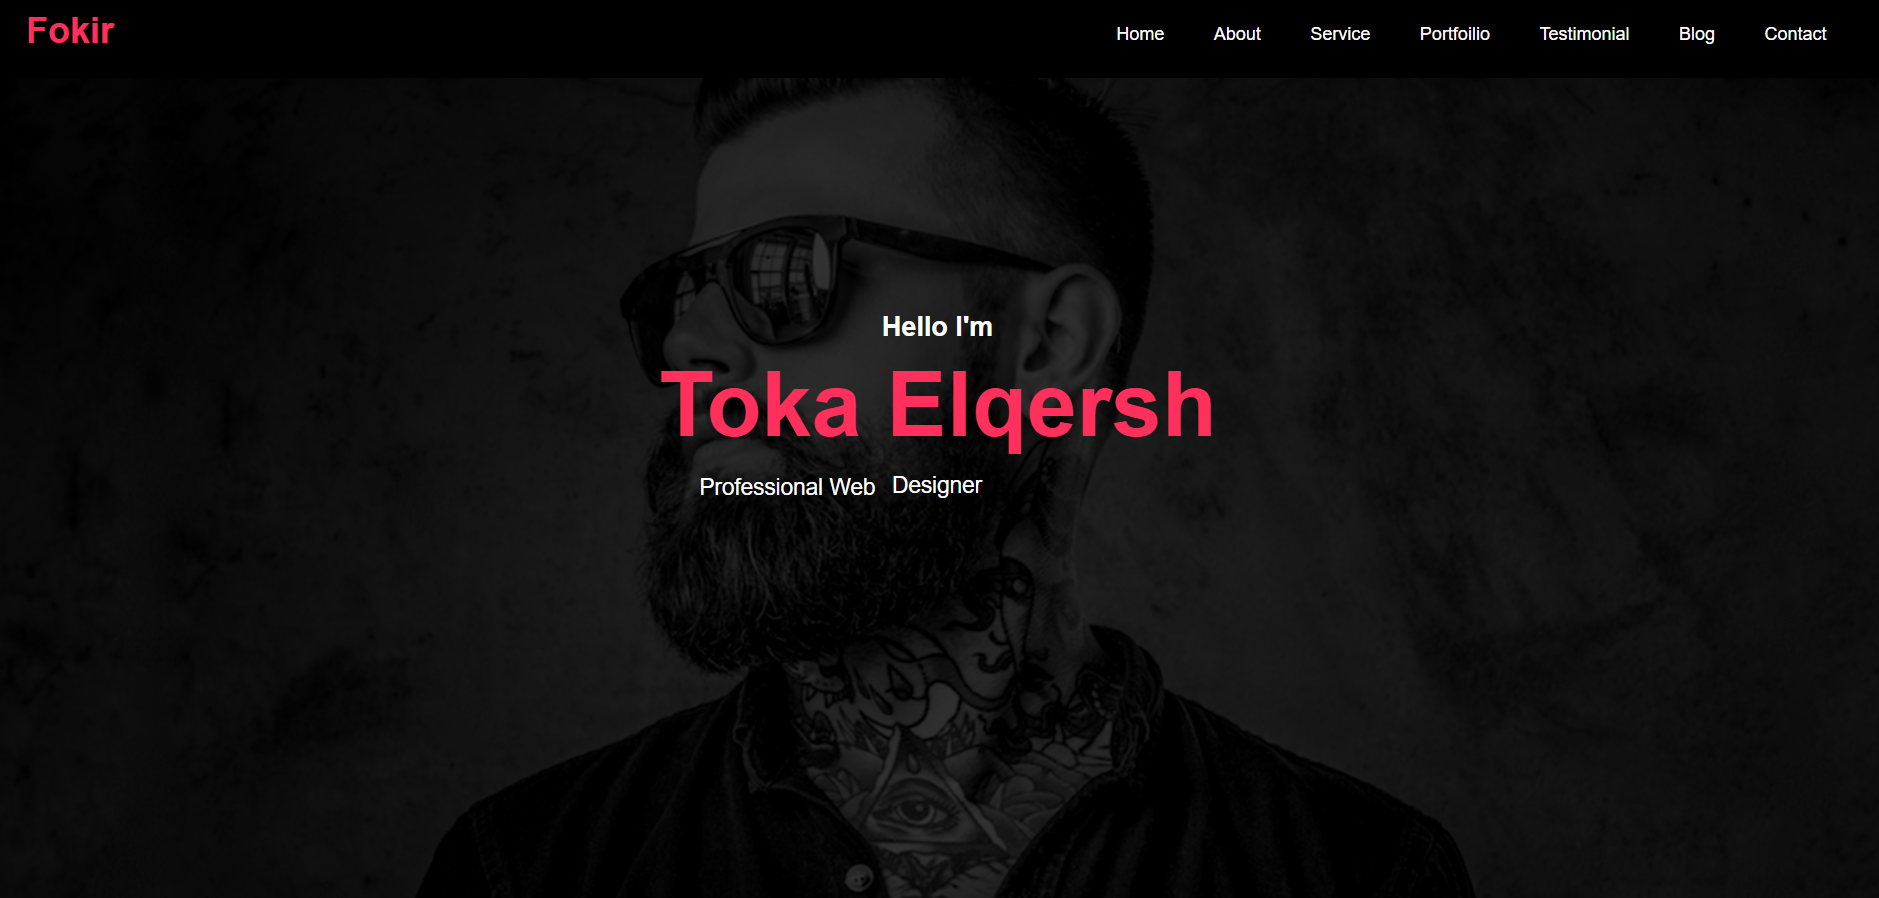 Fokir
Home About Service Portfoilio Testimonial Blog Contact
Hello I'm
Toka Elqersh
Professional Web Designer